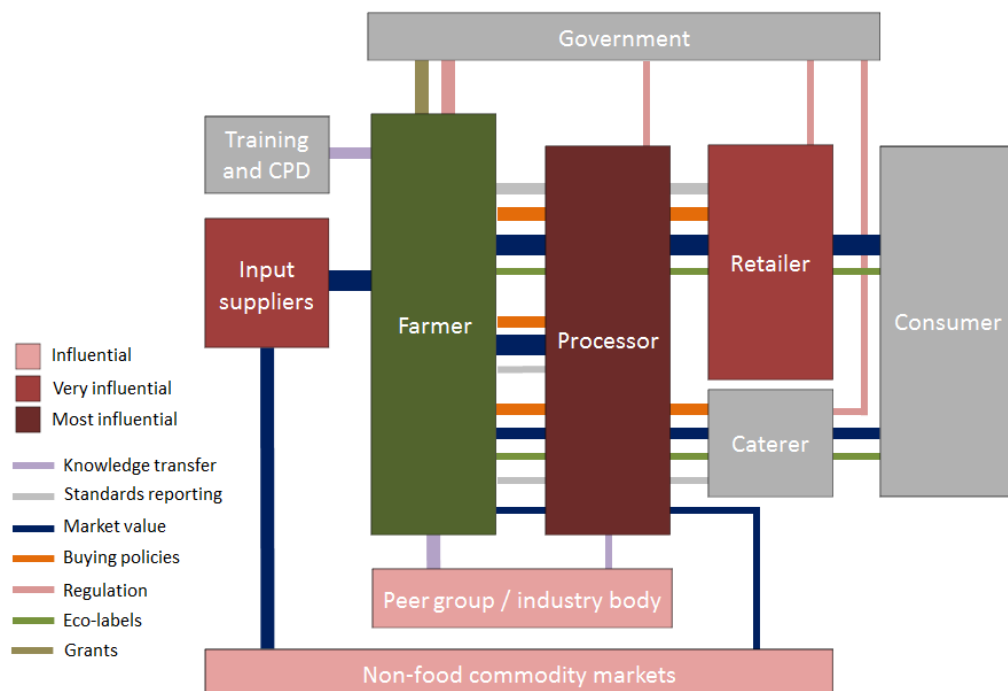 Government
Training
and CPD
Input
suppliers
Farmer
Processor
Retailer
Consumer
Caterer
Influential
Very influential
Most influential
Knowledge transfer
Standards reporting
Market value
Buying policies
Regulation
Eco-labels
Grants
Peer group / industry body
Non-food commodity markets